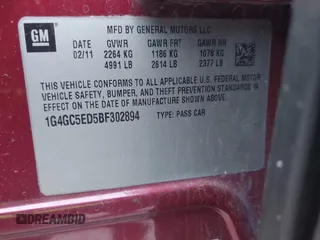 GM
MFD BY GENERAL MOTORS LLC
DATE GVWR GAWR FRT GAWR RR
02/11 2264 KG 1186 KG 1078 KG
4991 LB 2614 LB 2377 LB
THIS VEHICLE CONFORMS TO ALL APPLICABLE U.S. FEDERAL MOTOR
VEHICLE SAFETY, BUMPER, AND THEFT PREVENTION STANDARDS IN
EFFECT ON THE DATE OF MANUFACTURE SHOWN ABOVE.
1G4GC5ED5BF302894 TYPE: PASS CAR
DREAMBID